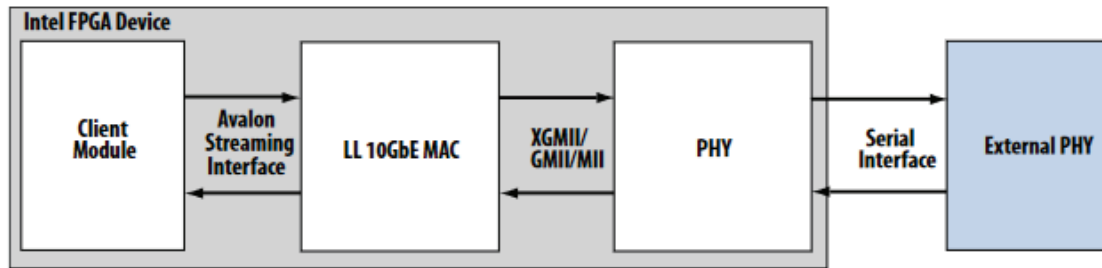 Intel FPGA Device
Client
Module
Avalon
Streaming
Interface
LL 10GbE MAC
XGMII/
GMII/MII
PHY
Serial
Interface
External PHY